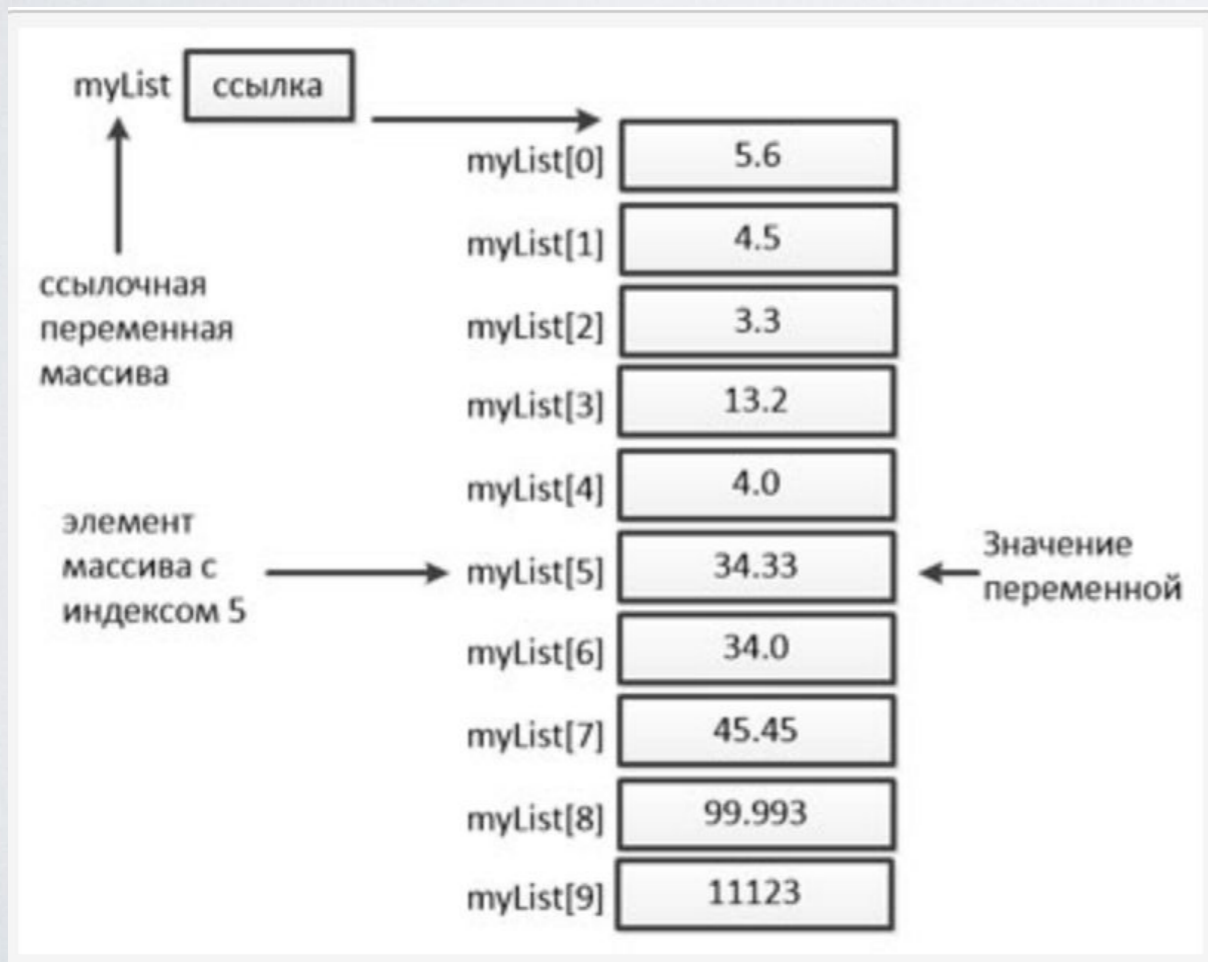 myList ссылка
myList[0] 5.6
myList[1] 4.5
ссылочная
переменная
массива
myList[2] 3.3
myList[3] 13.2
myList[4] 4.0
элемент
массива с
индексом 5
myList[5] 34.33
Значение
переменной
myList[6] 34.0
myList[7] 45.45
myList[8] 99.993
myList[9] 11123